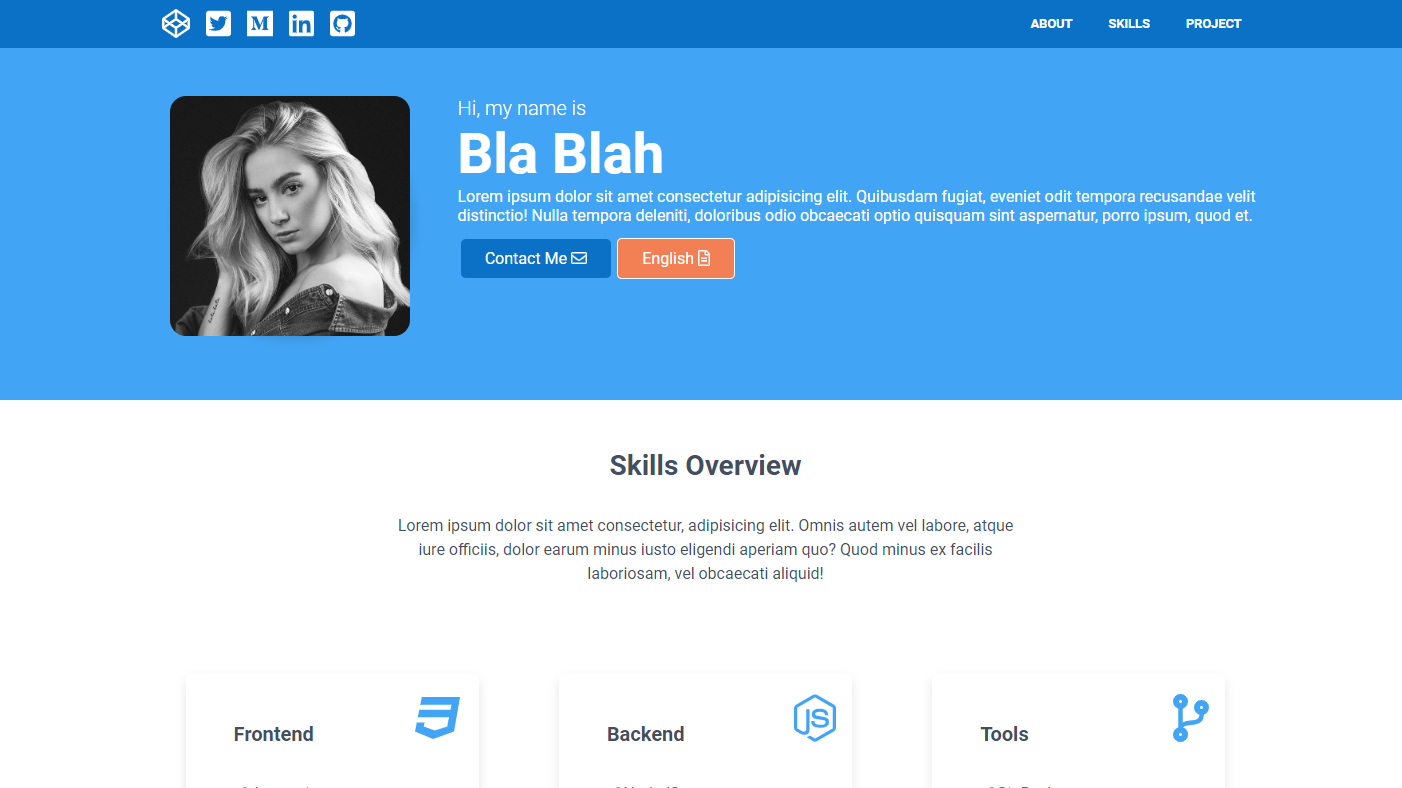 ABOUT SKILLS PROJECT
Hi, my name is
Bla Blah
Lorem ipsum dolor sit amet consectetur adipisicing elit. Quibusdam fugiat, eveniet odit tempora recusandae velit
distinctio! Nulla tempora deleniti, doloribus odio obcaecati optio quisquam sint aspernatur, porro ipsum, quod et.
Contact Me English
Skills Overview
Lorem ipsum dolor sit amet consectetur, adipisicing elit. Omnis autem vel labore, atque
iure officiis, dolor earum minus iusto eligendi aperiam quo? Quod minus ex facilis
laboriosam, vel obcaecati aliquid!
Frontend Backend Tools